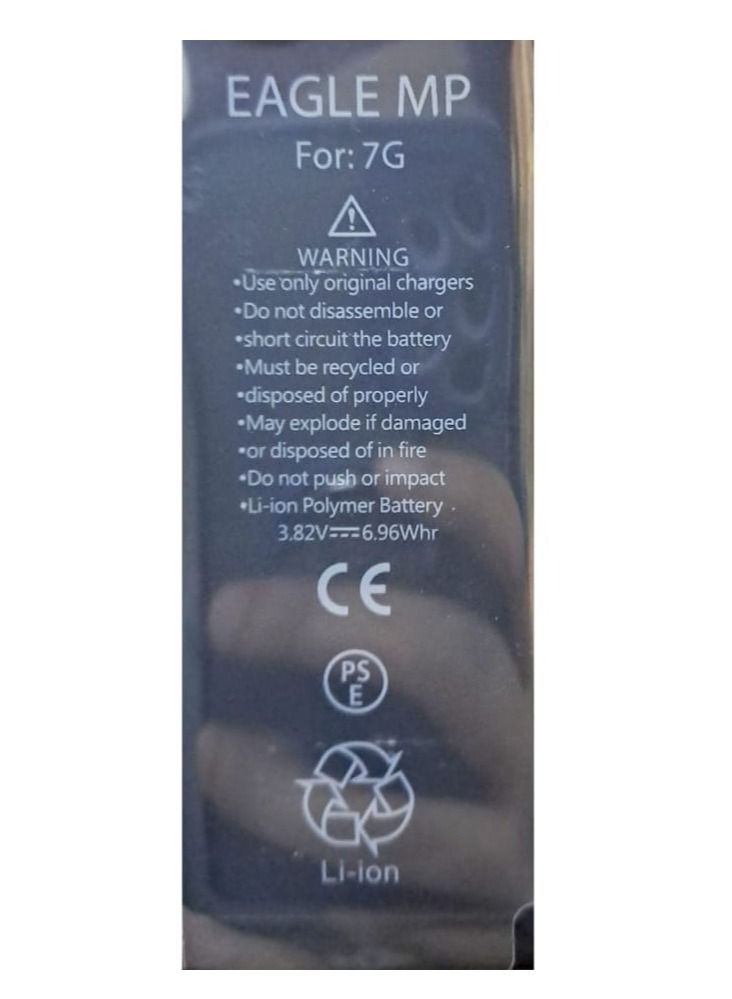 EAGLE MP
For: 7G
WARNING
•Use only original chargers
•Do not disassemble or
•short circuit the battery
•Must be recycled or
•disposed of properly
•May explode if damaged
•or disposed of in fire
•Do not push or impact
•Li-ion Polymer Battery
3.82V⎓6.96Whr
CE
PS
E
Li-ion